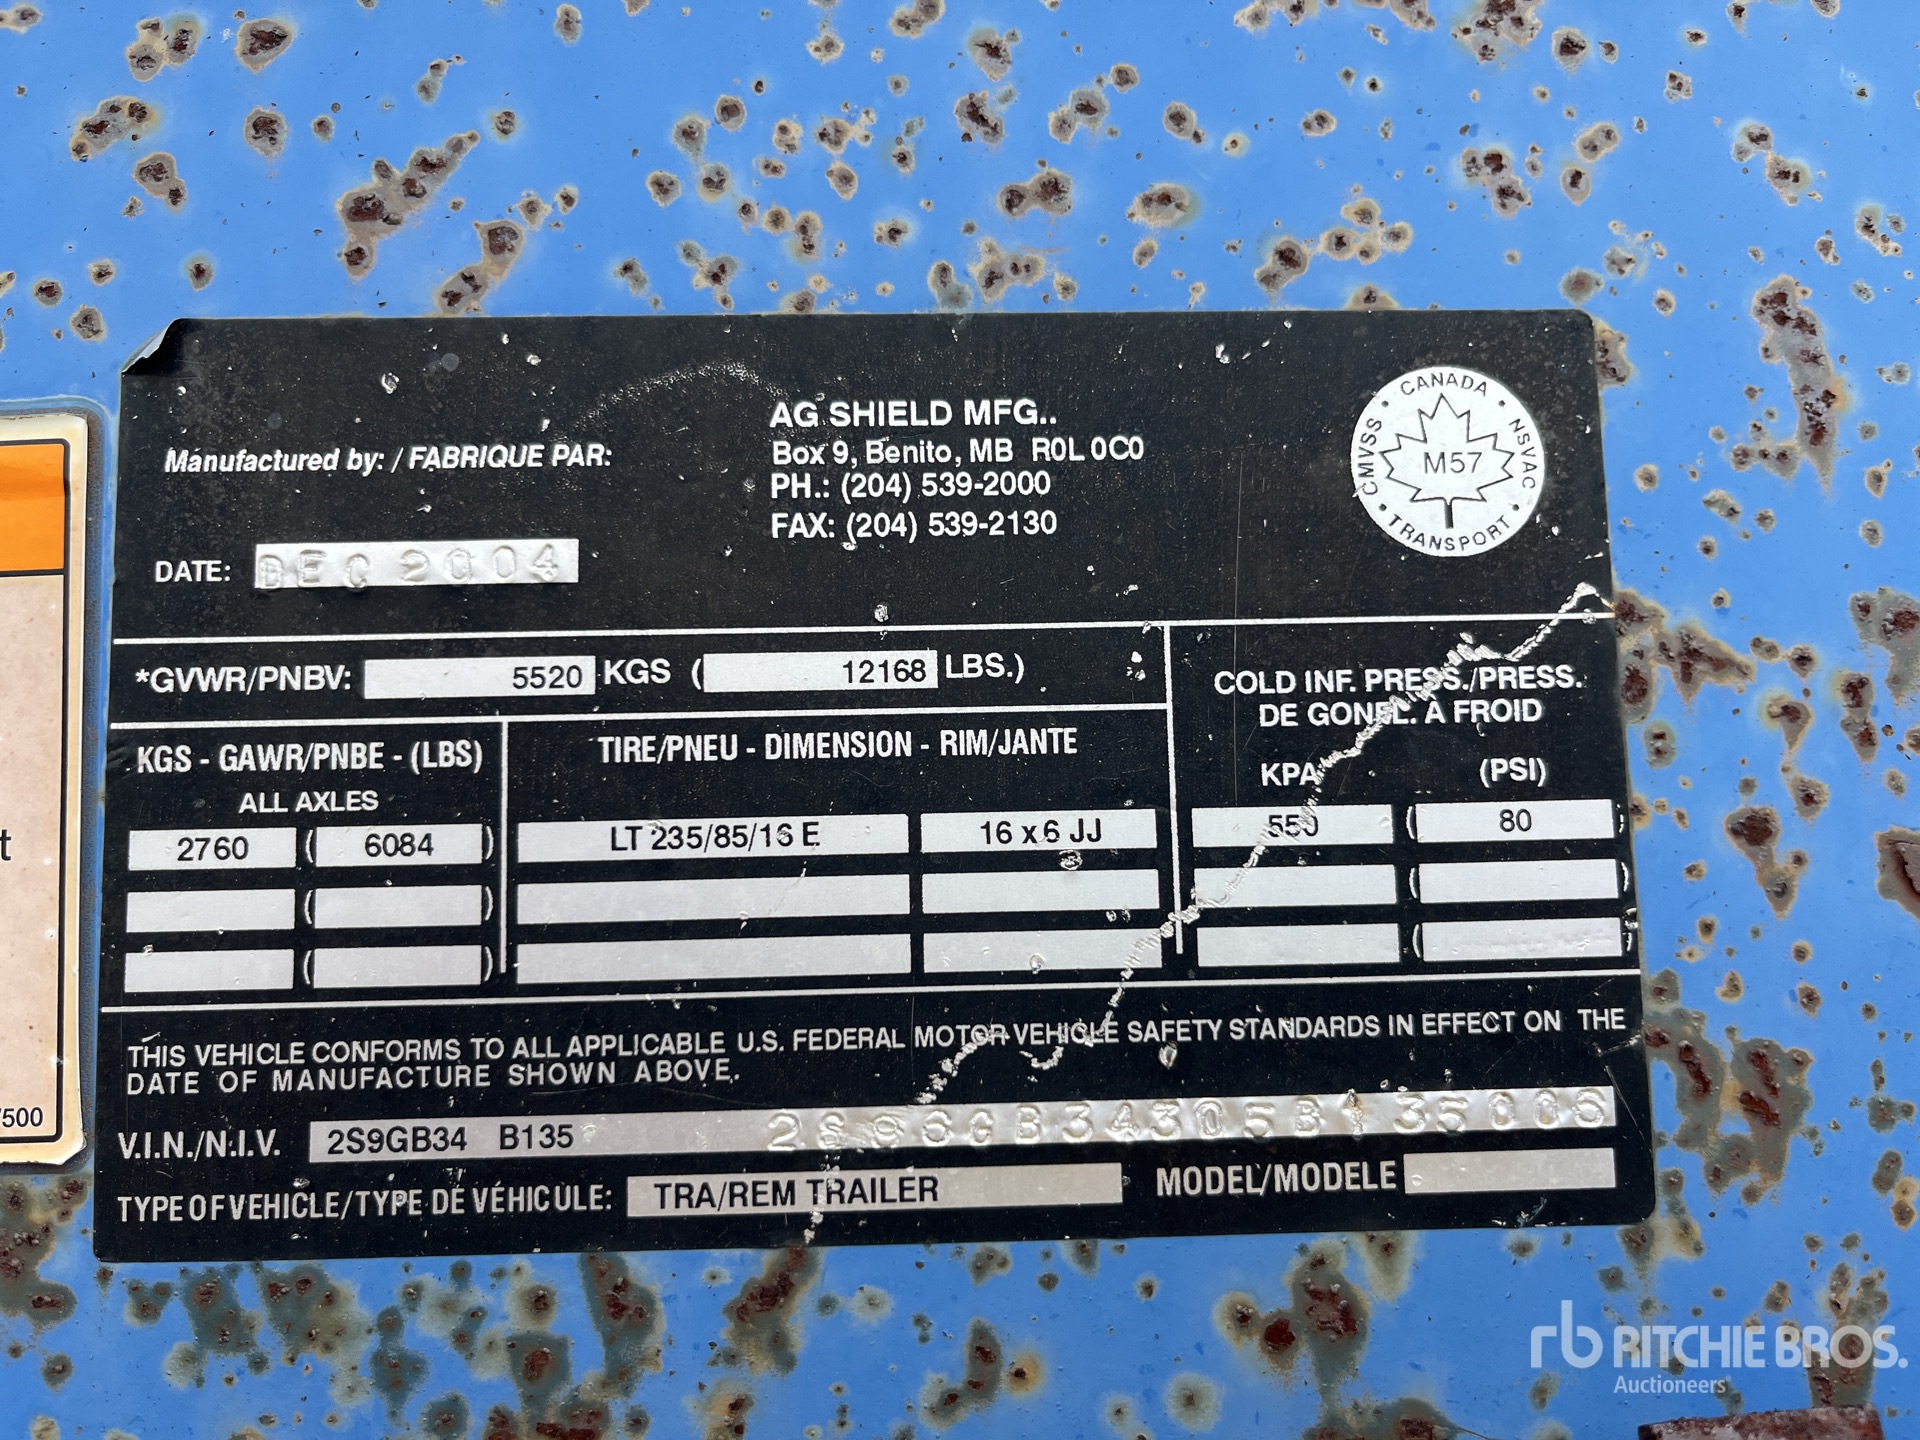 AG SHIELD MFG..
Manufactured by: / FABRIQUE PAR:
Box 9, Benito, MB R0L 0C0
PH.: (204) 539-2000
FAX: (204) 539-2130
DATE: DEC 2004
CANADA
CMVSS
NSVAC
M57
TRANSPORT
*GVWR/PNBV: 5520 KGS ( 12168 LBS.)
COLD INF. PRESS./PRESS.
DE GONFL. À FROID
KGS - GAWR/PNBE - (LBS)
TIRE/PNEU - DIMENSION - RIM/JANTE
KPA (PSI)
ALL AXLES
2760 ( 6084 ) LT 235/85/16 E 16 x 6 JJ 550 ( 80 )
THIS VEHICLE CONFORMS TO ALL APPLICABLE U.S. FEDERAL MOTOR VEHICLE SAFETY STANDARDS IN EFFECT ON THE
DATE OF MANUFACTURE SHOWN ABOVE.
V.I.N./N.I.V. 2S9GB34 B135
TYPE OF VEHICLE/TYPE DE VÉHICULE: TRA/REM TRAILER MODEL/MODELE
t
/500
rb RITCHIE BROS.
Auctioneers